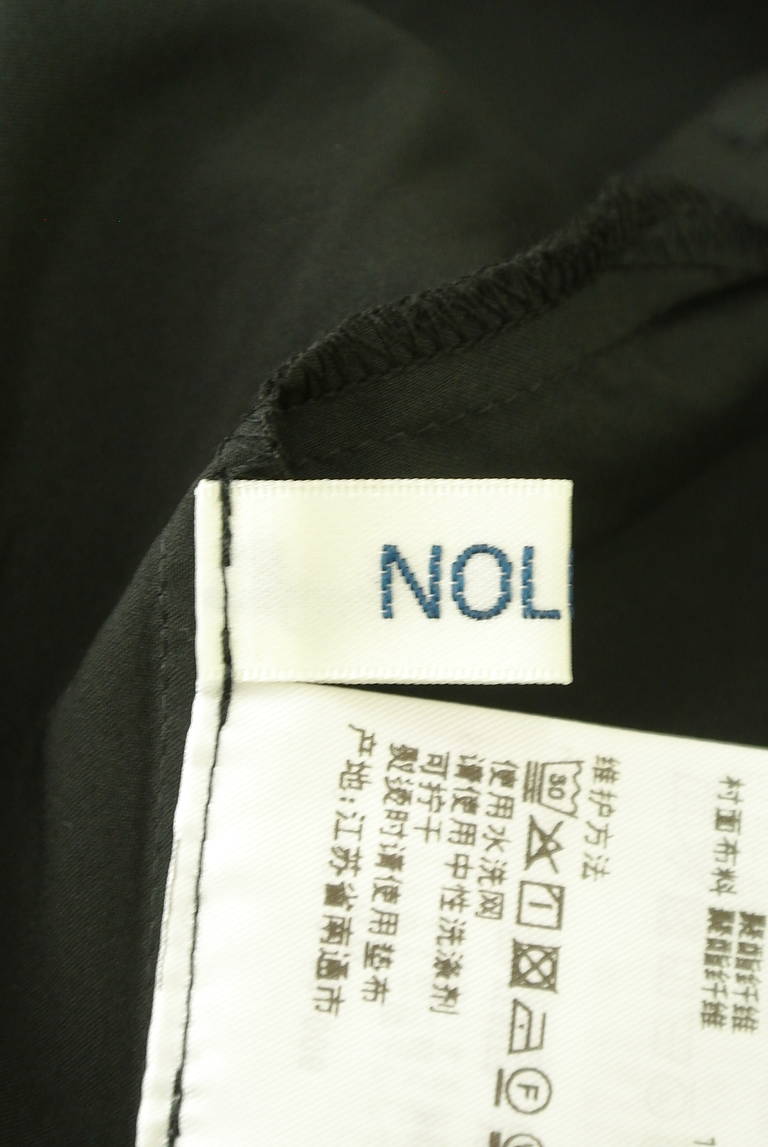 NOL
村面布料 聚酯纤维
聚酯纤维
维护方法
30
F
使用水洗网
请使用中性洗涤剂
可拧干
熨烫时请使用垫布
产地:江苏省南通市